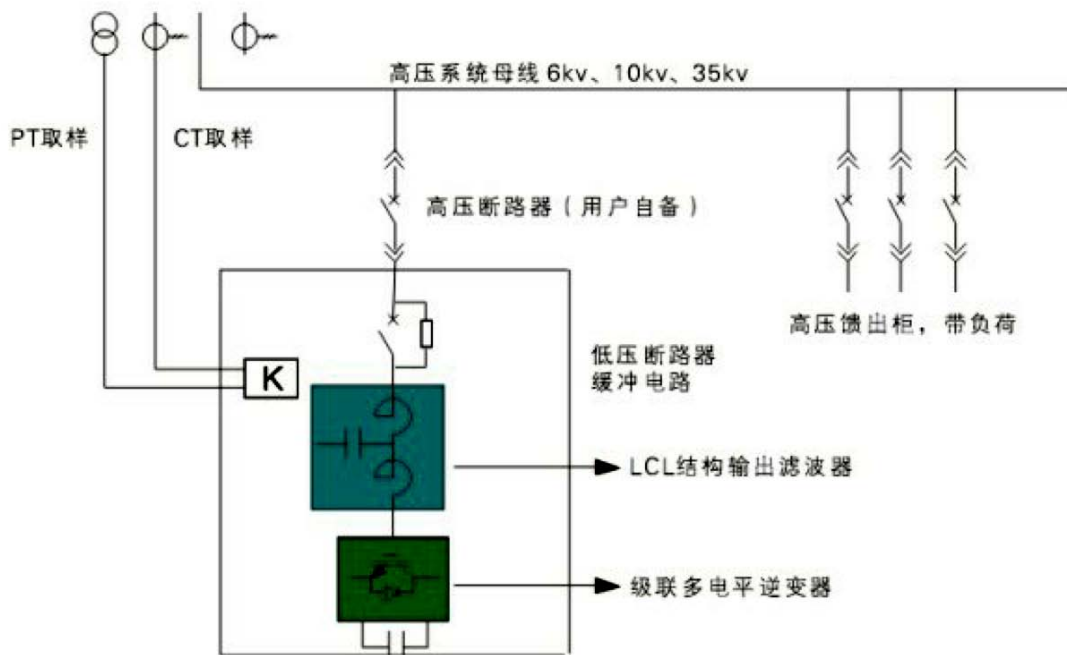 高压系统母线 6kv、10kv、35kv
PT取样
CT取样
高压断路器（用户自备）
高压馈出柜，带负荷
低压断路器
缓冲电路
K
LCL结构输出滤波器
级联多电平逆变器